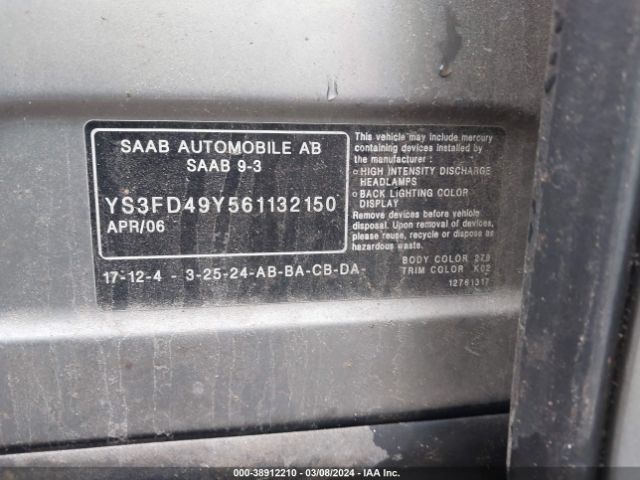 SAAB AUTOMOBILE AB
SAAB 9-3
YS3FD49Y561132150
APR/06
17-12-4 - 3-25-24-AB-BA-CB-DA-
This vehicle may include mercury
containing devices installed by
the manufacturer :
o HIGH INTENSITY DISCHARGE
HEADLAMPS
o BACK LIGHTING COLOR
DISPLAY
Remove devices before vehicle
disposal. Upon removal of devices,
please reuse, recycle or dispose as
hazardous waste.
BODY COLOR 279
TRIM COLOR K02
12761317
000-38912210 - 03/08/2024 - IAA Inc.